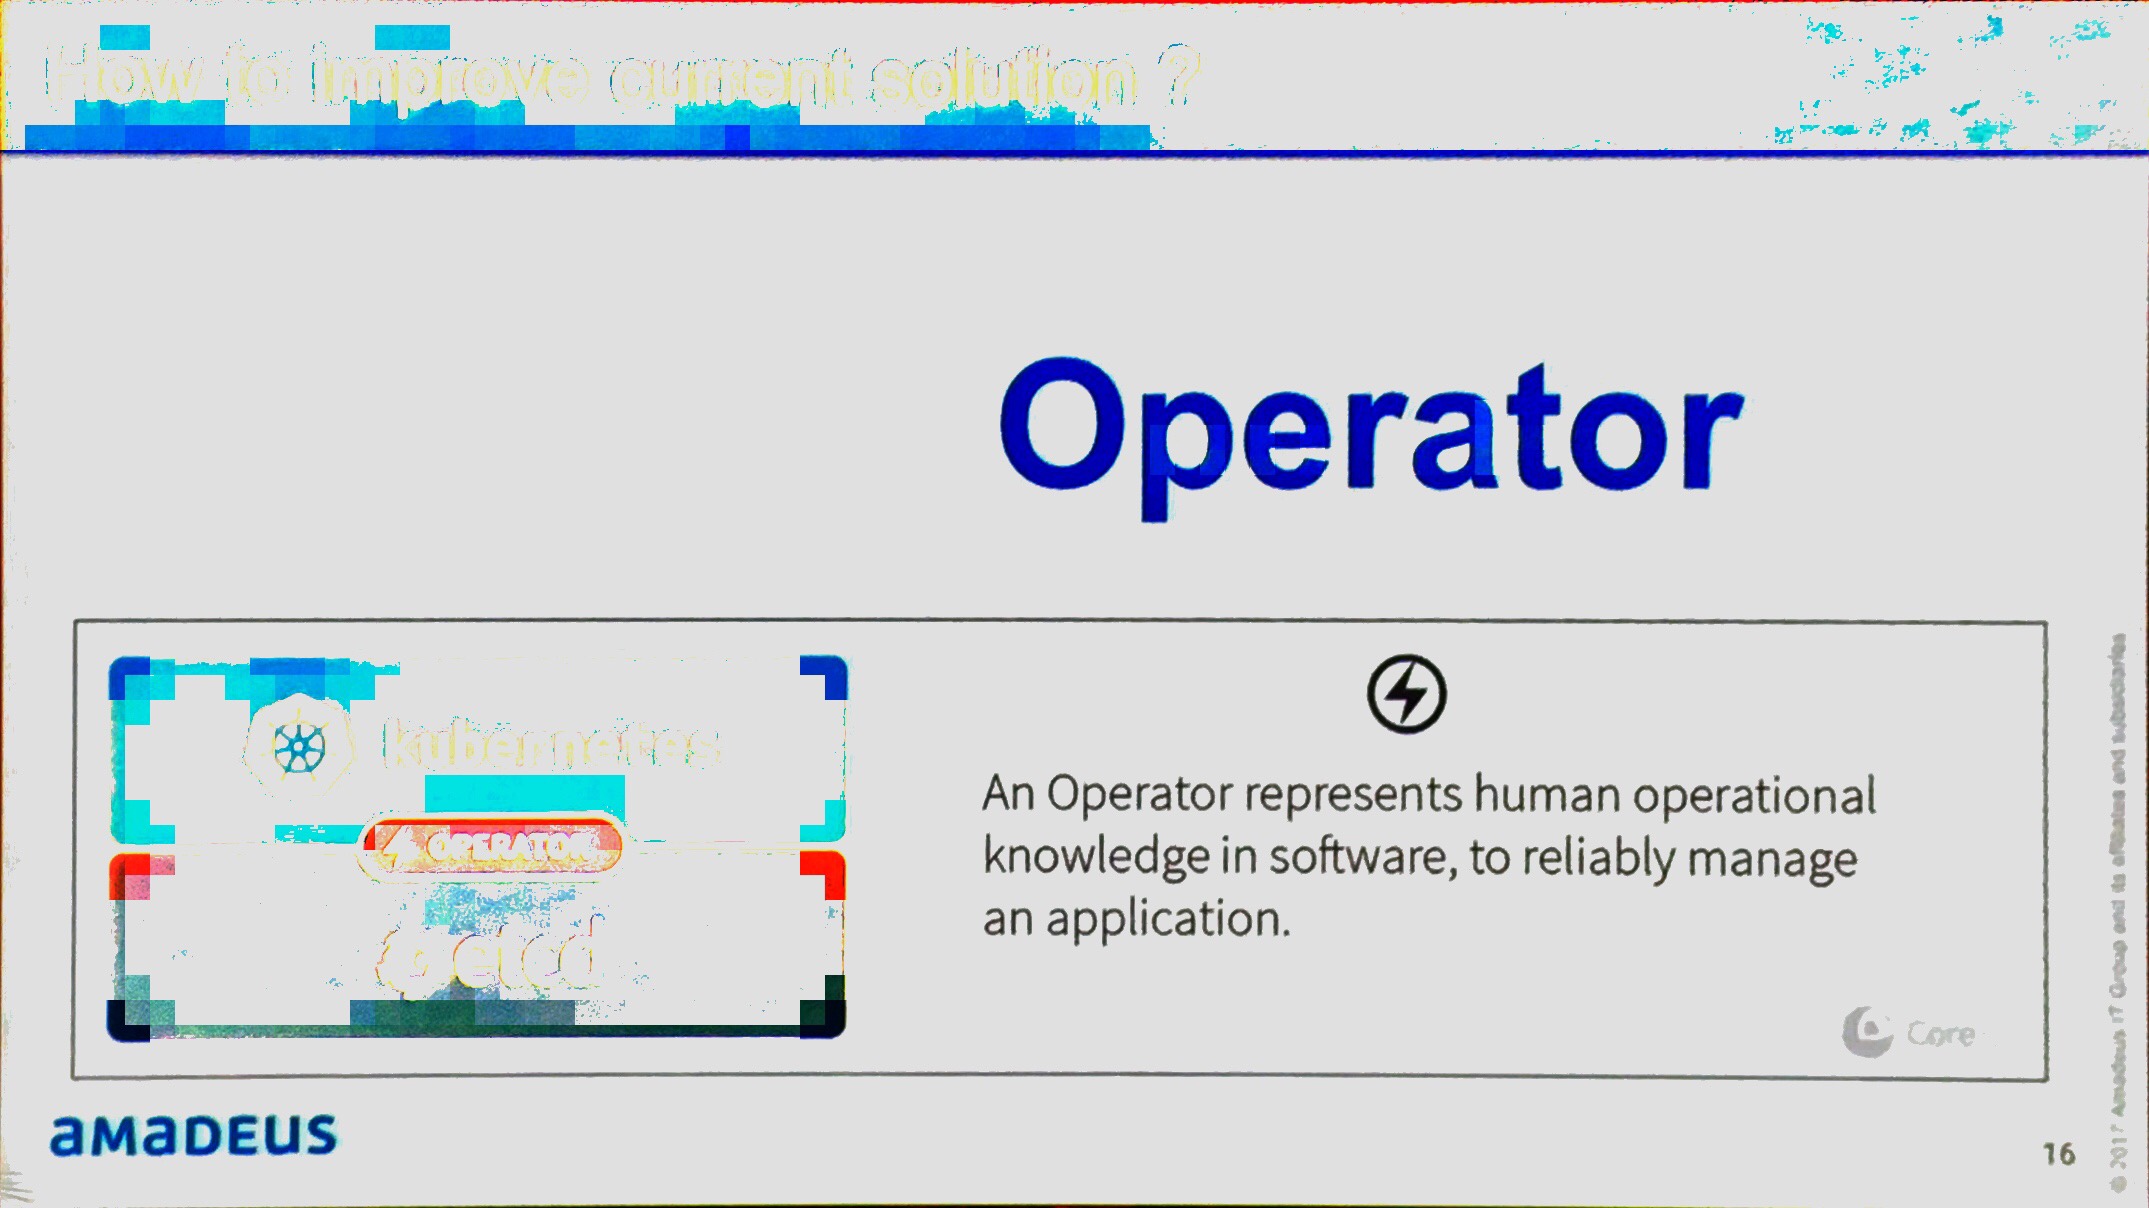 How to improve current solution ?
Operator
kubernetes
OPERATOR
etcd
An Operator represents human operational
knowledge in software, to reliably manage
an application.
Core
amadeus
16
© 2017 Amadeus IT Group and its affiliates and subsidiaries